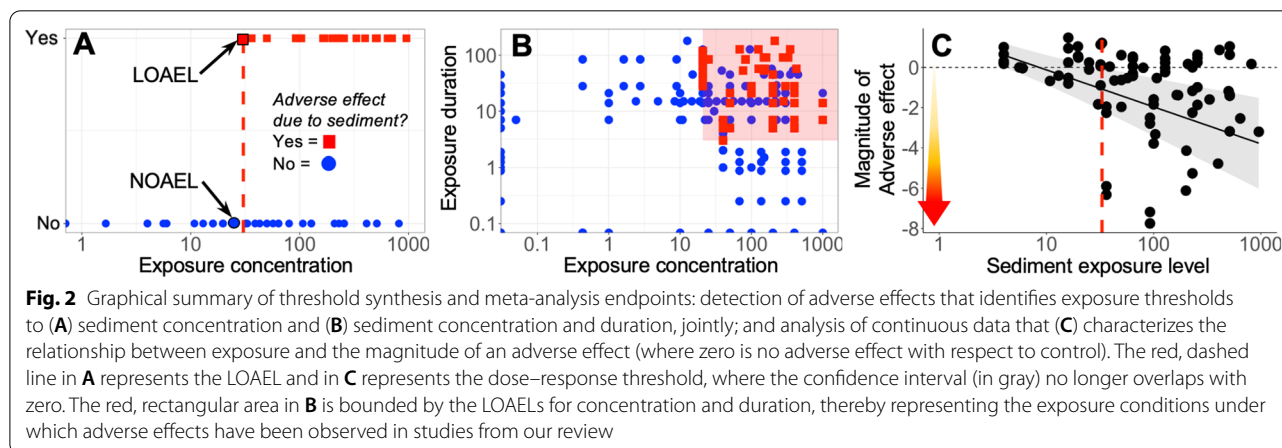 A
Yes
LOAEL
Adverse effect
due to sediment?
Yes =
No =
NOAEL
No
1
10
100
1000
Exposure concentration
B
Exposure duration
100
10
1
0.1
0.1
1
10
100
1000
Exposure concentration
C
Magnitude of
Adverse effect
0
-2
-4
-6
-8
1
10
100
1000
Sediment exposure level
Fig. 2 Graphical summary of threshold synthesis and meta-analysis endpoints: detection of adverse effects that identifies exposure thresholds
to (A) sediment concentration and (B) sediment concentration and duration, jointly; and analysis of continuous data that (C) characterizes the
relationship between exposure and the magnitude of an adverse effect (where zero is no adverse effect with respect to control). The red, dashed
line in A represents the LOAEL and in C represents the dose–response threshold, where the confidence interval (in gray) no longer overlaps with
zero. The red, rectangular area in B is bounded by the LOAELs for concentration and duration, thereby representing the exposure conditions under
which adverse effects have been observed in studies from our review